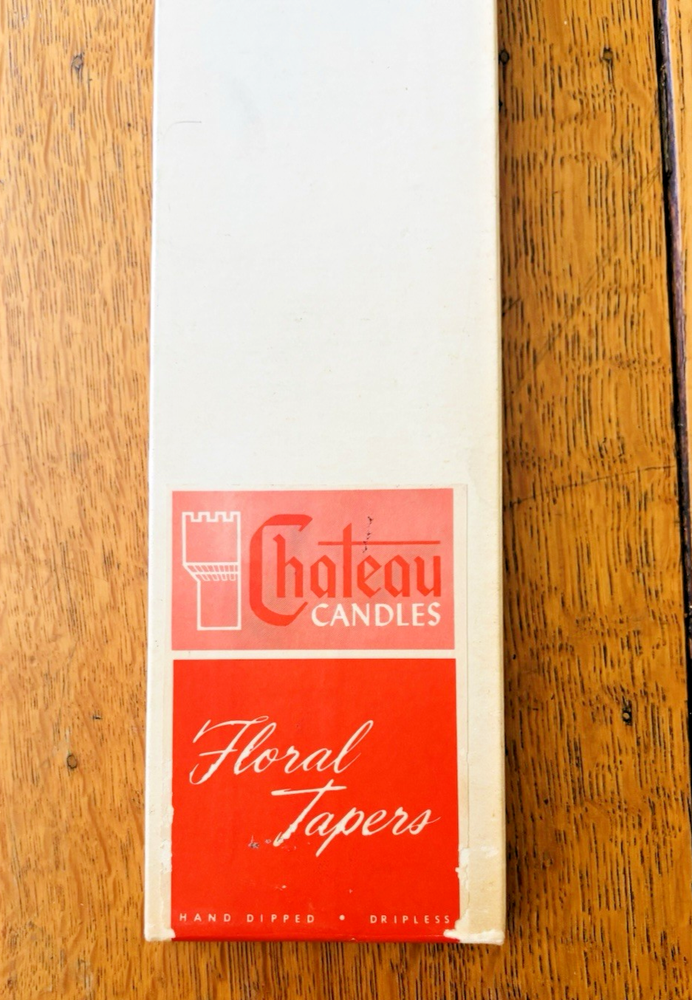 Chateau
CANDLES
Floral
Tapers
HAND DIPPED • DRIPLESS